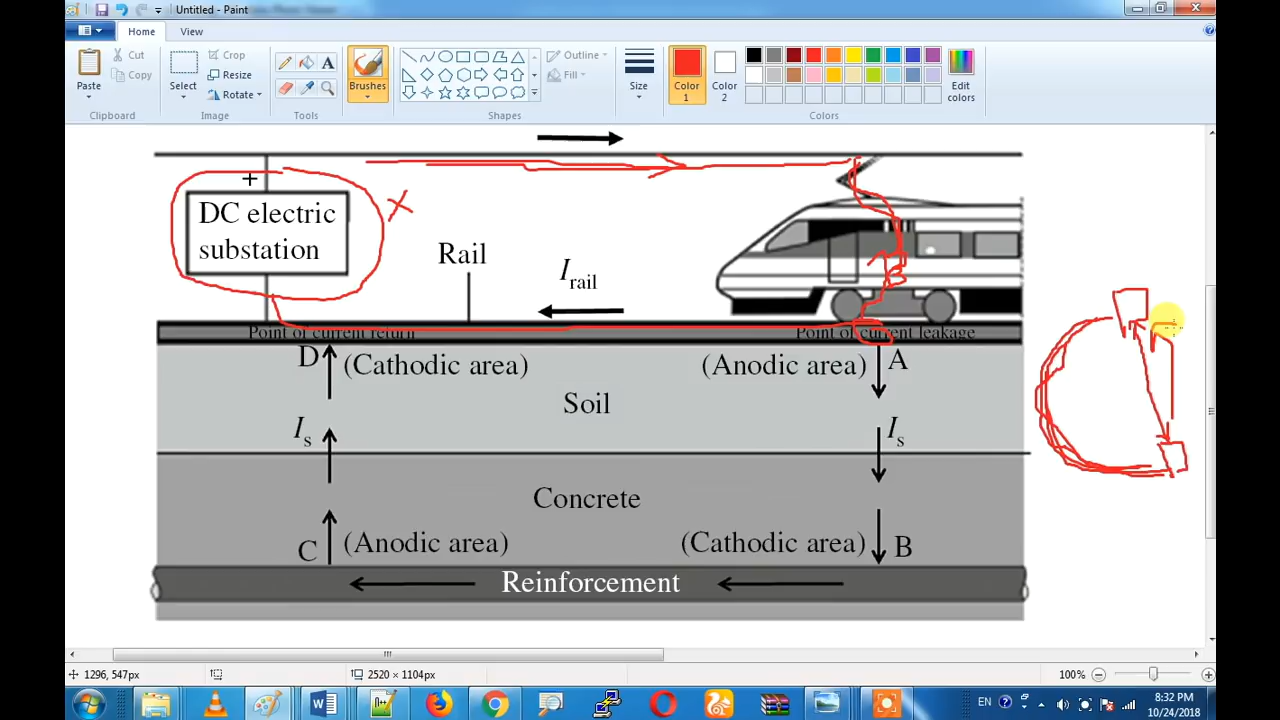 Untitled - Paint
Home View
Cut
Copy
Paste
Clipboard
Crop
Resize
Rotate
Select
Image
A
Tools
Brushes
Shapes
Outline
Fill
Size
Color 1
Color 2
Edit colors
Colors
+
DC electric
substation
Rail
I rail
Point of current return
Point of current leakage
D (Cathodic area)
(Anodic area) A
Soil
Is
Is
Concrete
C (Anodic area)
(Cathodic area) B
Reinforcement
1296, 547px
2520 × 1104px
100%
EN
8:32 PM
10/24/2018